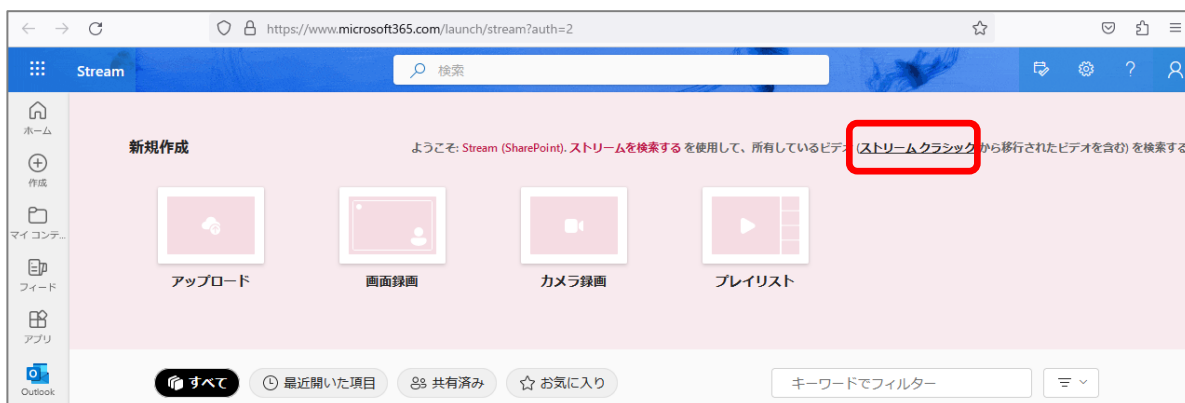 https://www.microsoft365.com/launch/stream?auth=2
Stream
検索
ホーム
作成
マイ コンテ...
フィード
アプリ
Outlook
新規作成
ようこそ: Stream (SharePoint). ストリームを検索する を使用して、所有しているビデオ (ストリーム クラシックから移行されたビデオを含む) を検索する
アップロード
画面録画
カメラ録画
プレイリスト
すべて
最近開いた項目
共有済み
お気に入り
キーワードでフィルター